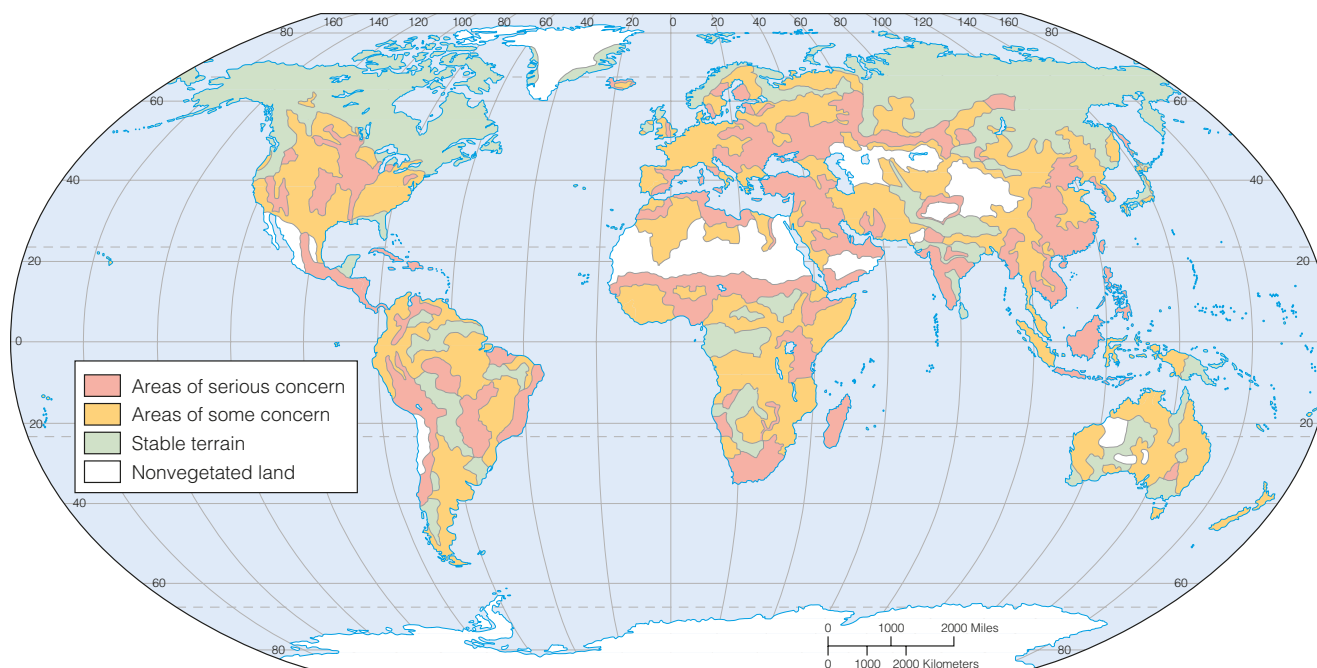 160 140 120 100 80 60 40 20 0 20 40 60 80 100 120 140 160
80 80
60 60
40 40
20 20
0 0
20 20
40 40
60 60
80 80
Areas of serious concern
Areas of some concern
Stable terrain
Nonvegetated land
0 1000 2000 Miles
0 1000 2000 Kilometers